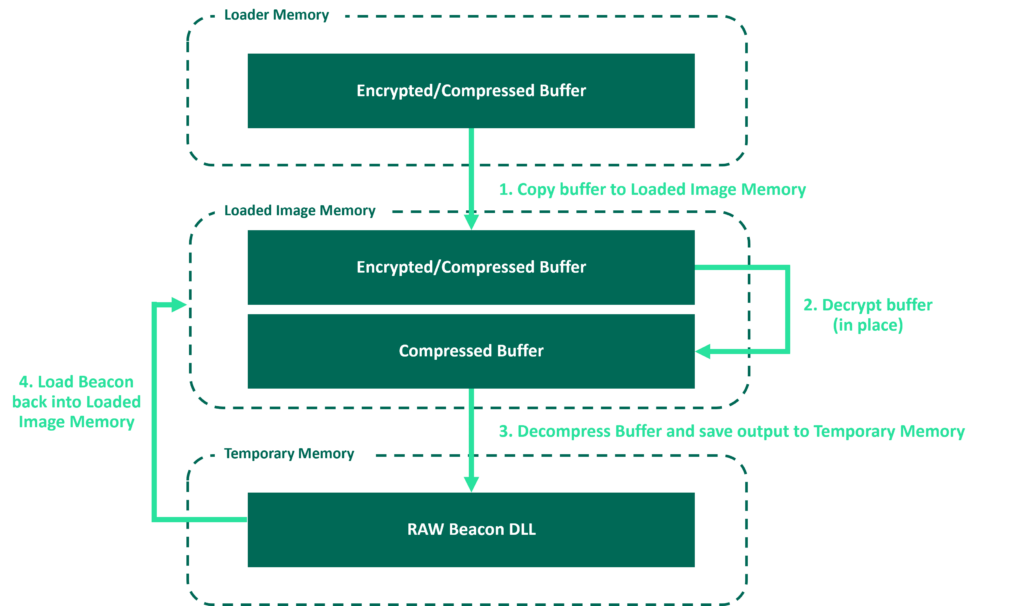 Loader Memory
Encrypted/Compressed Buffer
1. Copy buffer to Loaded Image Memory
Loaded Image Memory
Encrypted/Compressed Buffer
2. Decrypt buffer
(in place)
Compressed Buffer
4. Load Beacon
back into Loaded
Image Memory
3. Decompress Buffer and save output to Temporary Memory
Temporary Memory
RAW Beacon DLL